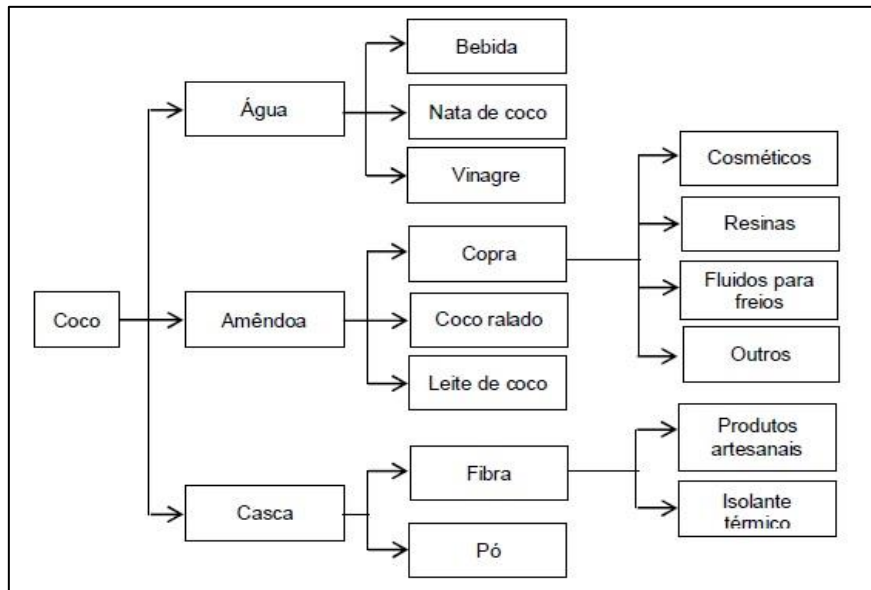 Coco
Água
Bebida
Nata de coco
Vinagre
Amêndoa
Copra
Cosméticos
Resinas
Fluidos para
freios
Outros
Coco ralado
Leite de coco
Casca
Fibra
Produtos
artesanais
Isolante
térmico
Pó